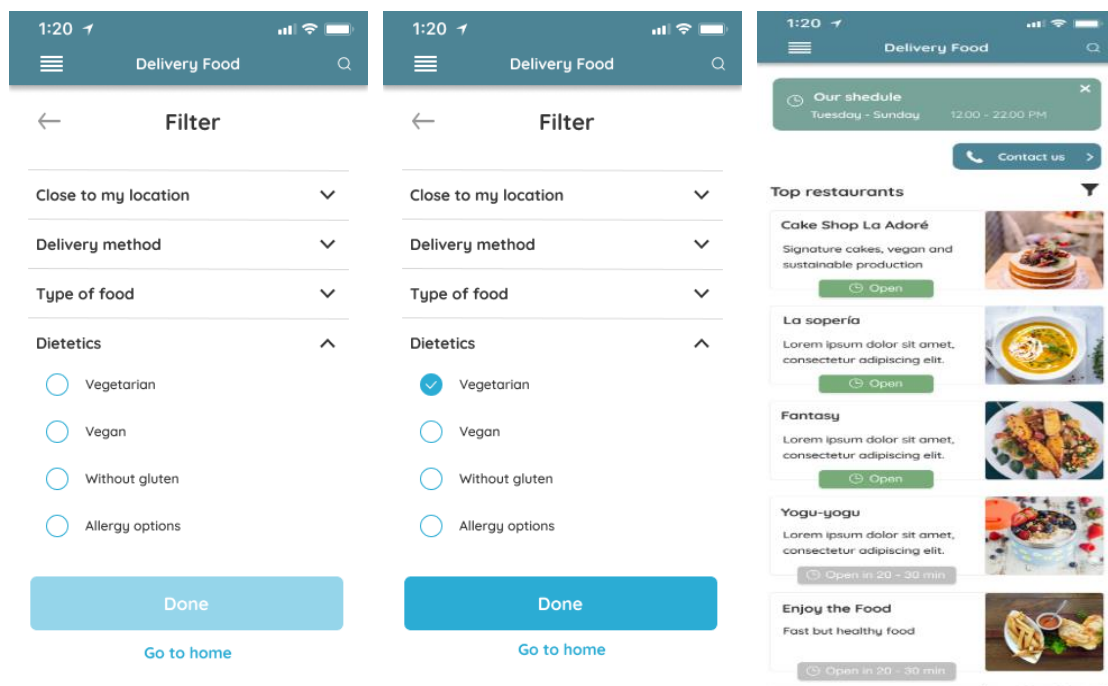 1:20
Delivery Food
Filter
Close to my location
Delivery method
Type of food
Dietetics
Vegetarian
Vegan
Without gluten
Allergy options
Done
Go to home
1:20
Delivery Food
Filter
Close to my location
Delivery method
Type of food
Dietetics
Vegetarian
Vegan
Without gluten
Allergy options
Done
Go to home
1:20
Delivery Food
Our shedule
Tuesday - Sunday 12.00 - 22.00 PM
Contact us
Top restaurants
Cake Shop La Adoré
Signature cakes, vegan and
sustainable production
Open
La sopería
Lorem ipsum dolor sit amet,
consectetur adipiscing elit.
Open
Fantasy
Lorem ipsum dolor sit amet,
consectetur adipiscing elit.
Open
Yogu-yogu
Lorem ipsum dolor sit amet,
consectetur adipiscing elit.
Open in 20 - 30 min
Enjoy the Food
Fast but healthy food
Open in 20 - 30 min